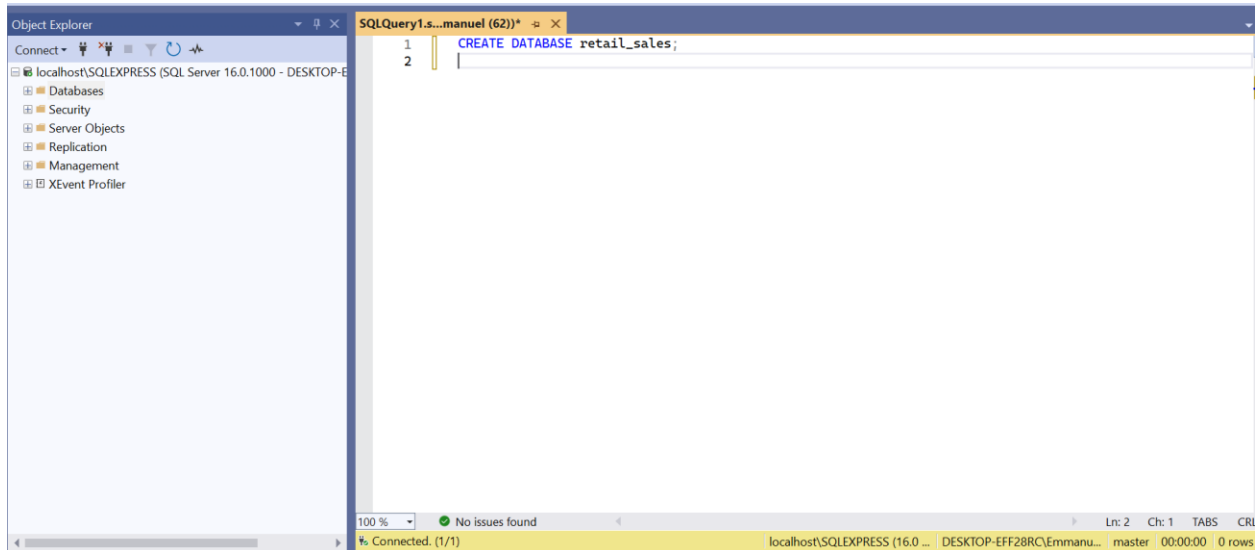 Object Explorer
Connect
localhost\SQLEXPRESS (SQL Server 16.0.1000 - DESKTOP-E
Databases
Security
Server Objects
Replication
Management
XEvent Profiler
SQLQuery1.s...manuel (62))*
1 CREATE DATABASE retail_sales;
2
100 % No issues found Ln: 2 Ch: 1 TABS CRL
Connected. (1/1) localhost\SQLEXPRESS (16.0 ... DESKTOP-EFF28RC\Emmanu... master 00:00:00 0 rows